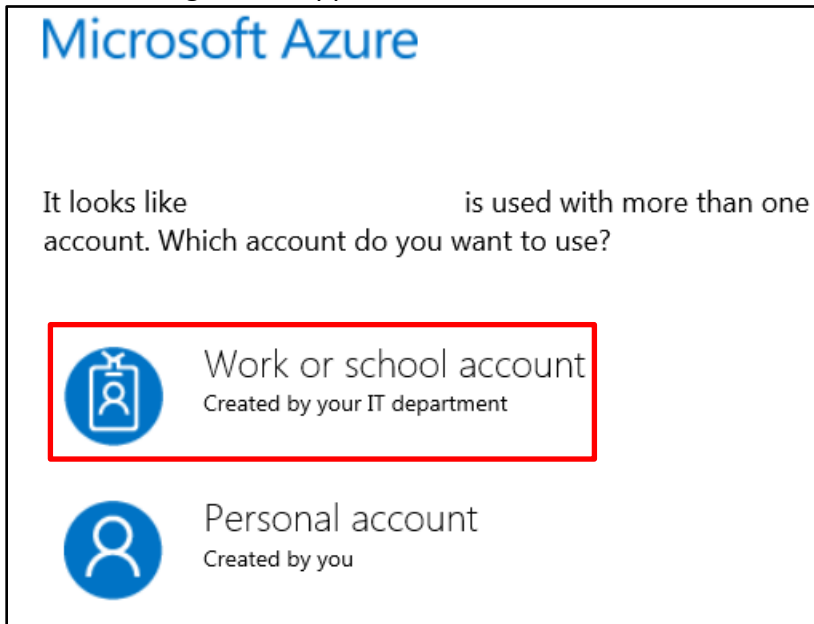 Microsoft Azure
It looks like is used with more than one
account. Which account do you want to use?
Work or school account
Created by your IT department
Personal account
Created by you